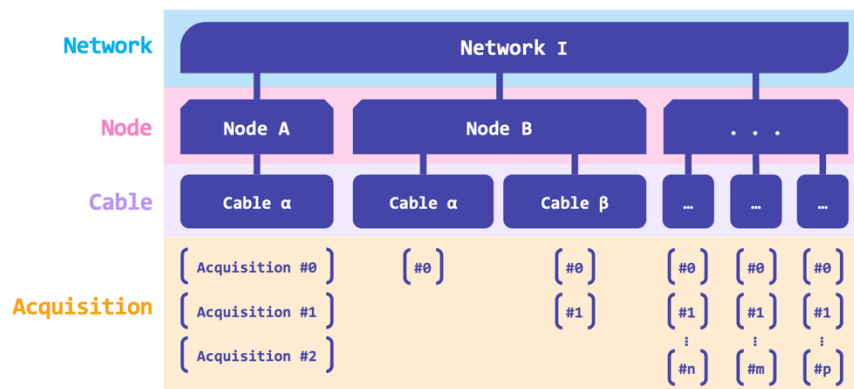 Network
Network I
Node
Node A
Node B
. . .
Cable
Cable α
Cable α
Cable β
…
…
…
Acquisition
Acquisition #0
#0
#0
#0
#0
#0
Acquisition #1
#1
#1
#1
#1
Acquisition #2
⋮
⋮
⋮
#n
#m
#p